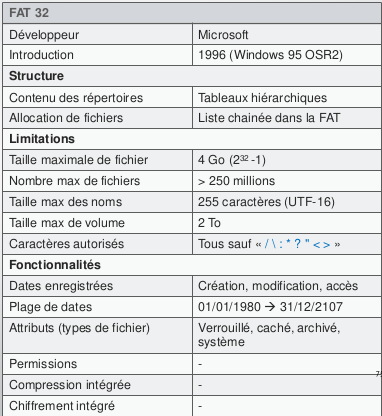 FAT 32
Développeur Microsoft
Introduction 1996 (Windows 95 OSR2)
Structure
Contenu des répertoires Tableaux hiérarchiques
Allocation de fichiers Liste chainée dans la FAT
Limitations
Taille maximale de fichier 4 Go (2³² -1)
Nombre max de fichiers > 250 millions
Taille max des noms 255 caractères (UTF-16)
Taille max de volume 2 To
Caractères autorisés Tous sauf « / \ : * ? " < > »
Fonctionnalités
Dates enregistrées Création, modification, accès
Plage de dates 01/01/1980 → 31/12/2107
Attributs (types de fichier) Verrouillé, caché, archivé,
système
Permissions -
Compression intégrée -
Chiffrement intégré -